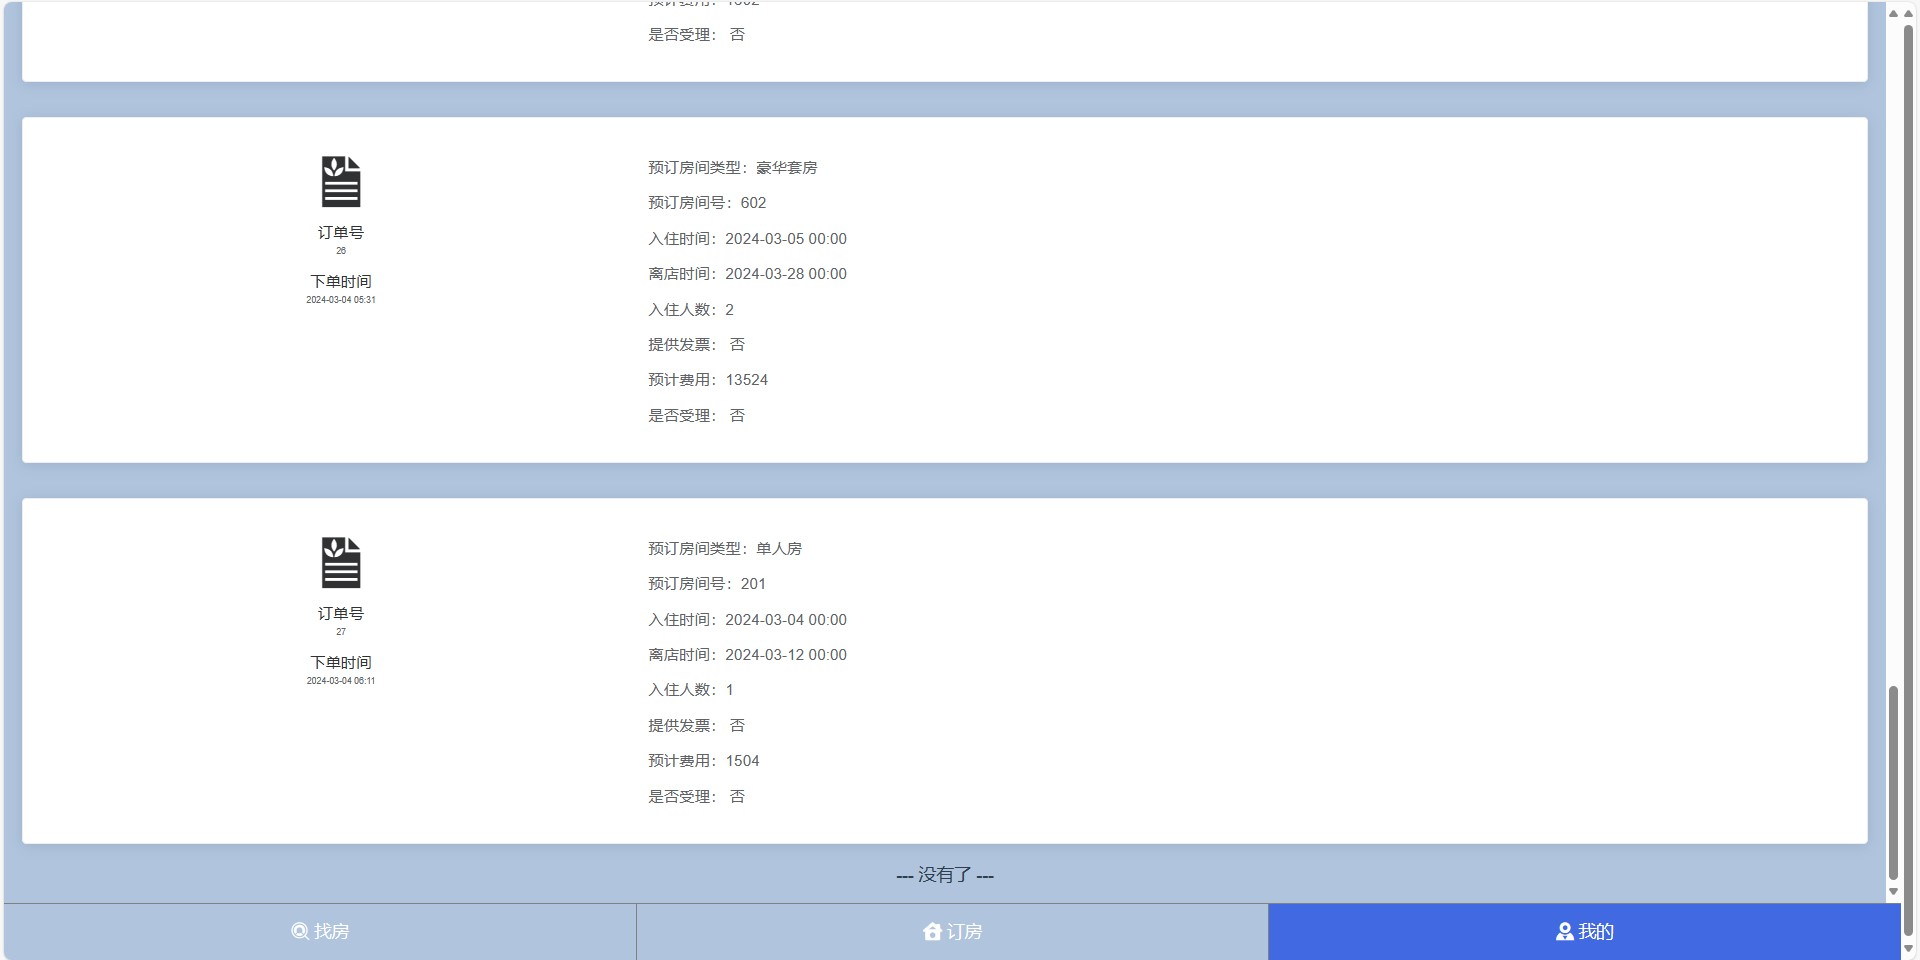 是否受理： 否
订单号
26
下单时间
2024-03-04 05:31
预订房间类型：豪华套房
预订房间号：602
入住时间：2024-03-05 00:00
离店时间：2024-03-28 00:00
入住人数：2
提供发票： 否
预计费用：13524
是否受理： 否
订单号
27
下单时间
2024-03-04 06:11
预订房间类型：单人房
预订房间号：201
入住时间：2024-03-04 00:00
离店时间：2024-03-12 00:00
入住人数：1
提供发票： 否
预计费用：1504
是否受理： 否
--- 没有了 ---
找房
订房
我的